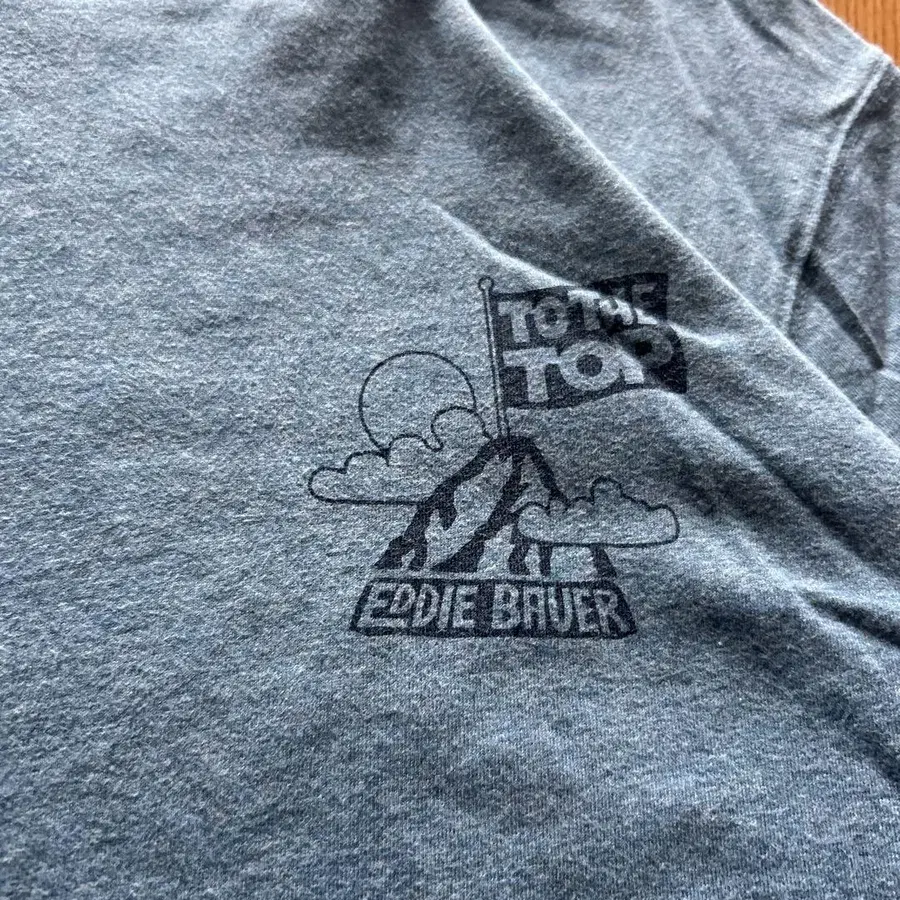 TO THE
TOP
EDDIE BAUER